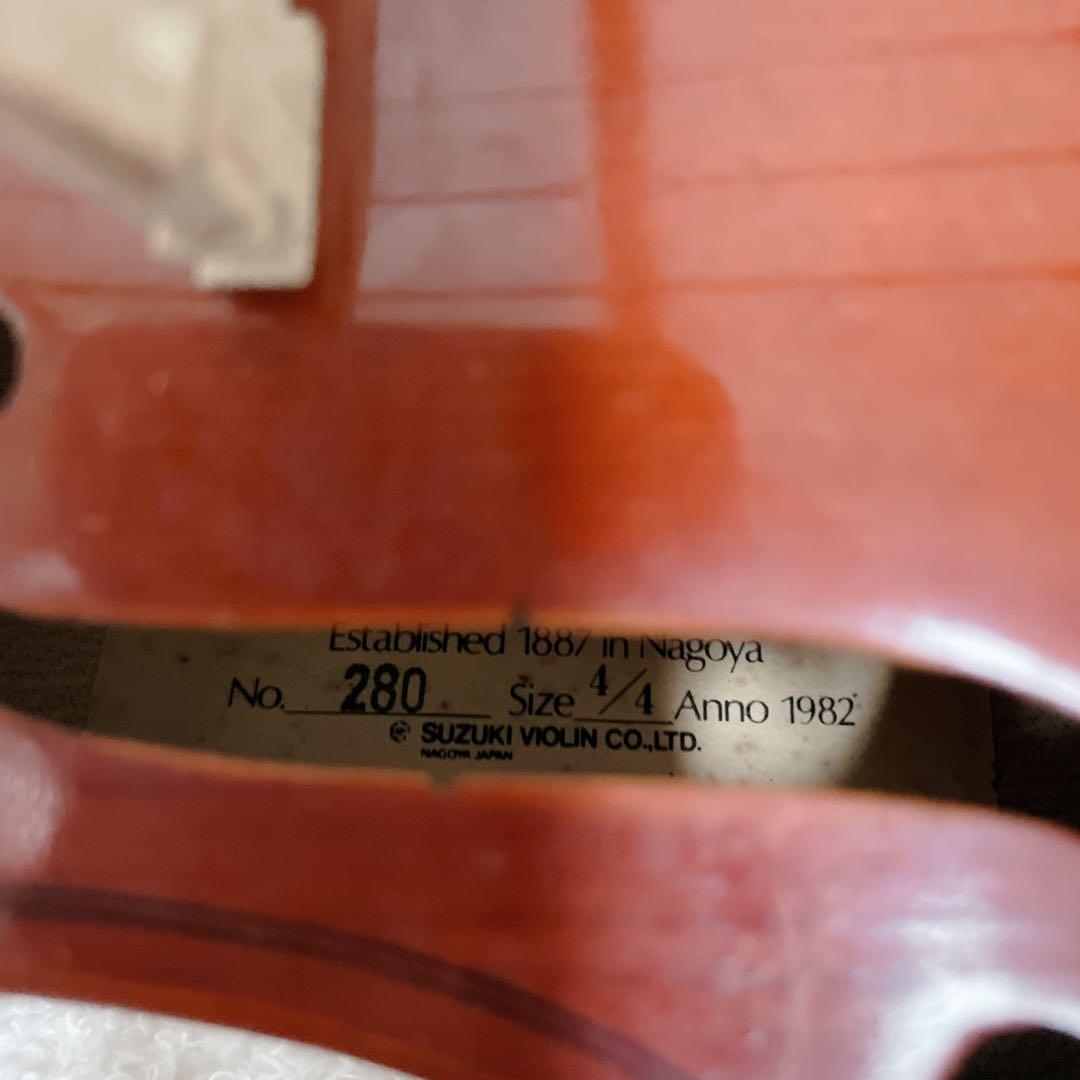 Established 1887 in Nagoya
No. 280 Size 4/4 Anno 1982
SUZUKI VIOLIN CO.,LTD.
NAGOYA JAPAN